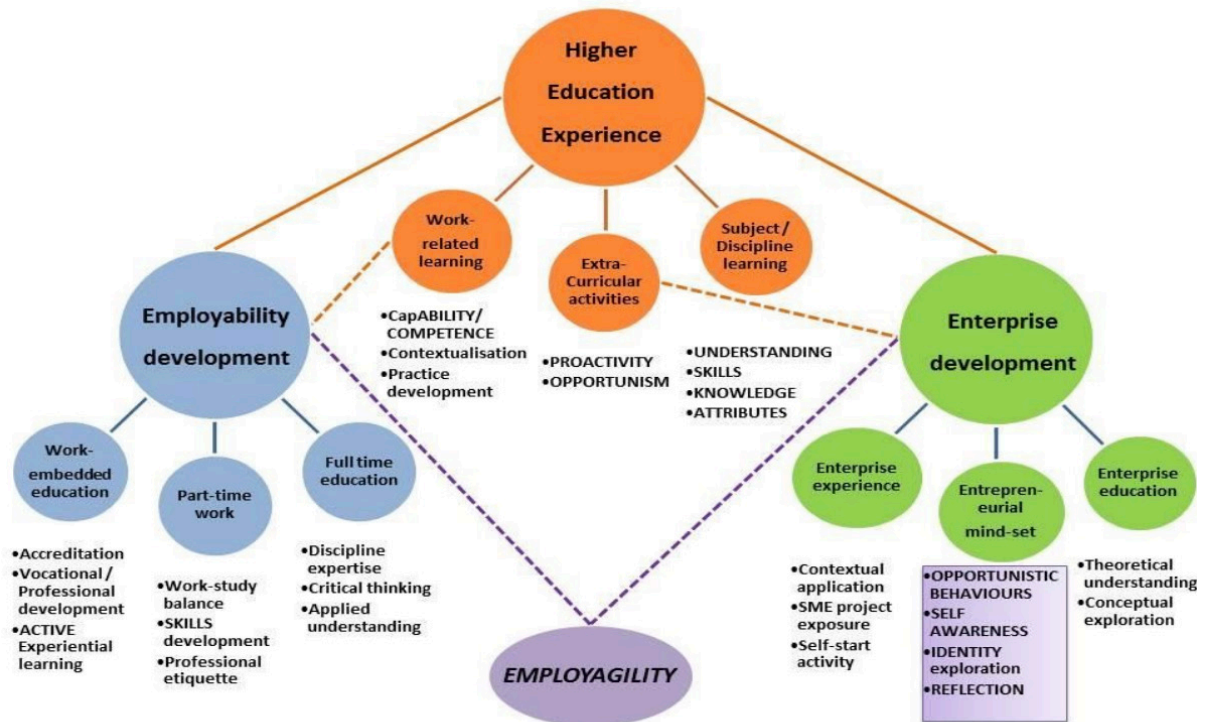 Higher
Education
Experience
Work-
related
learning
Extra-
Curricular
activities
Subject /
Discipline
learning
•CapABILITY/
COMPETENCE
•Contextualisation
•Practice
development
•PROACTIVITY
•OPPORTUNISM
•UNDERSTANDING
•SKILLS
•KNOWLEDGE
•ATTRIBUTES
Employability
development
Work-
embedded
education
Part-time
work
Full time
education
•Accreditation
•Vocational /
Professional
development
•ACTIVE
Experiential
learning
•Work-study
balance
•SKILLS
development
•Professional
etiquette
•Discipline
expertise
•Critical thinking
•Applied
understanding
Enterprise
development
Enterprise
experience
Entrepren-
eurial
mind-set
Enterprise
education
•Contextual
application
•SME project
exposure
•Self-start
activity
•OPPORTUNISTIC
BEHAVIOURS
•SELF
AWARENESS
•IDENTITY
exploration
•REFLECTION
•Theoretical
understanding
•Conceptual
exploration
EMPLOYAGILITY